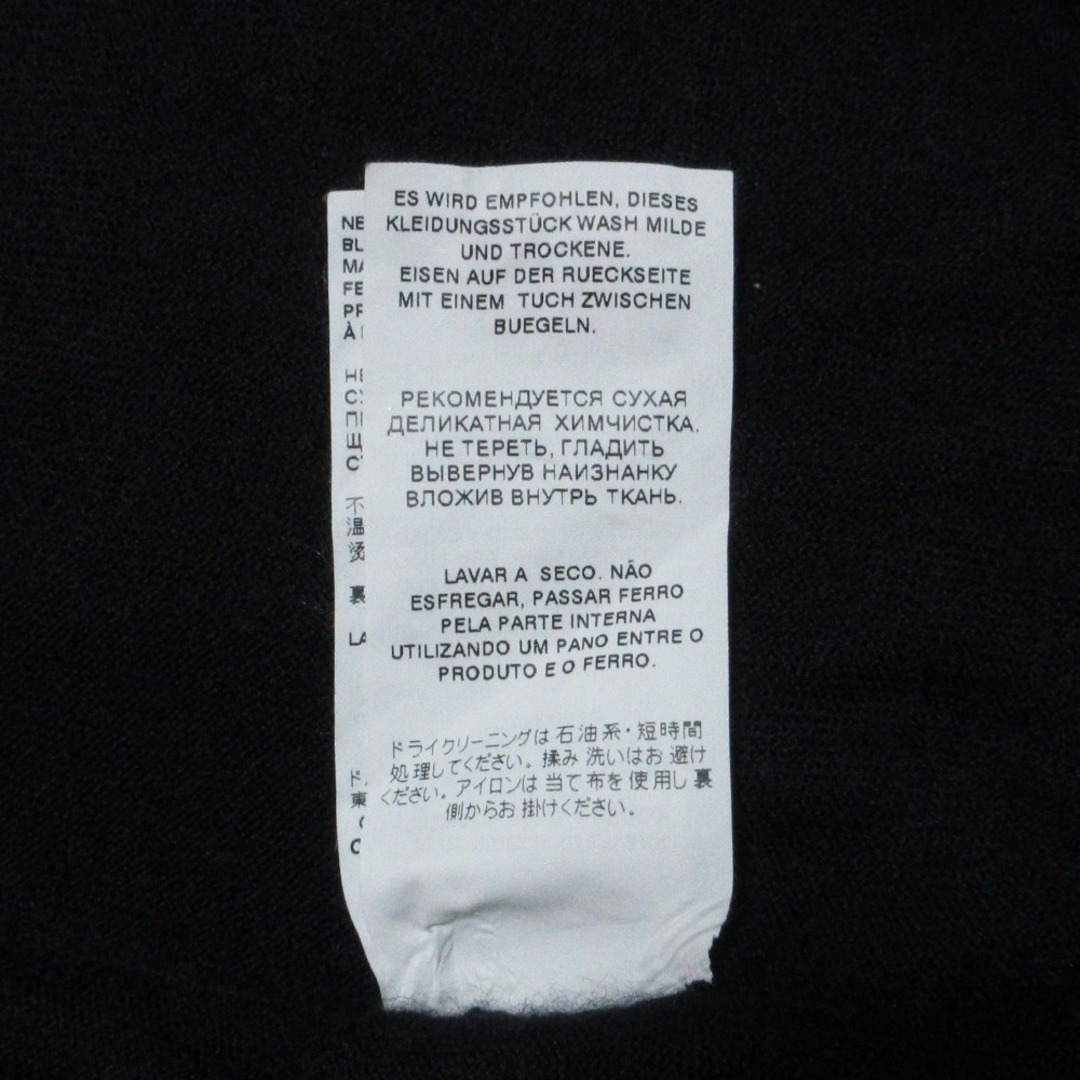 ES WIRD EMPFOHLEN, DIESES
KLEIDUNGSSTÜCK WASH MILDE
UND TROCKENE.
EISEN AUF DER RUECKSEITE
MIT EINEM TUCH ZWISCHEN
BUEGELN.
РЕКОМЕНДУЕТСЯ СУХАЯ
ДЕЛИКАТНАЯ ХИМЧИСТКА.
НЕ ТЕРЕТЬ, ГЛАДИТЬ
ВЫВЕРНУВ НАИЗНАНКУ
ВЛОЖИВ ВНУТРЬ ТКАНЬ.
LAVAR A SECO. NÃO
ESFREGAR, PASSAR FERRO
PELA PARTE INTERNA
UTILIZANDO UM PANO ENTRE O
PRODUTO E O FERRO.
ドライクリーニングは石油系・短時間
処理してください。揉み洗いはお避け
ください。アイロンは当て布を使用し裏
側からお掛けください。